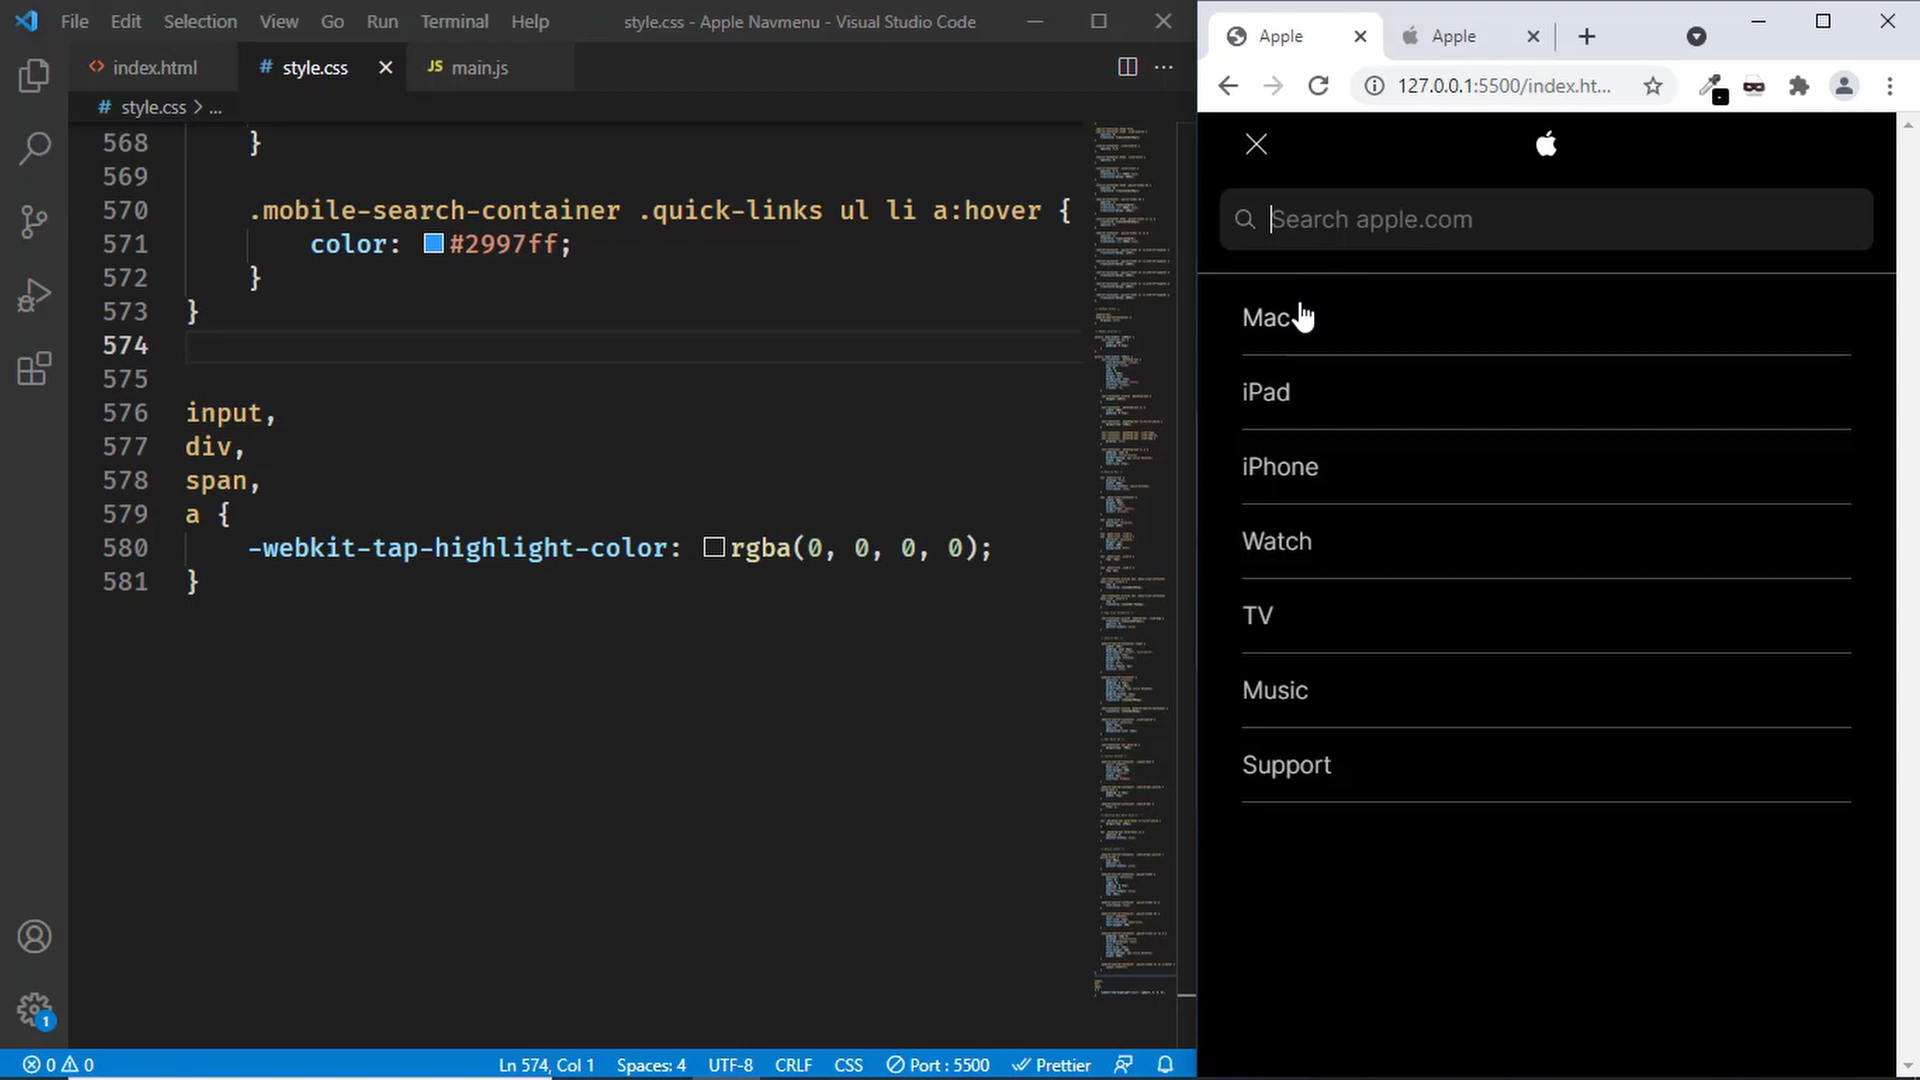 File Edit Selection View Go Run Terminal Help style.css - Apple Navmenu - Visual Studio Code
index.html # style.css JS main.js
# style.css > ...
568 }
569
570 .mobile-search-container .quick-links ul li a:hover {
571 color: #2997ff;
572 }
573 }
574
575
576 input,
577 div,
578 span,
579 a {
580 -webkit-tap-highlight-color: rgba(0, 0, 0, 0);
581 }
1
0 0 Ln 574, Col 1 Spaces: 4 UTF-8 CRLF CSS Port : 5500 Prettier
Apple Apple
127.0.0.1:5500/index.ht...
Search apple.com
Mac
iPad
iPhone
Watch
TV
Music
Support